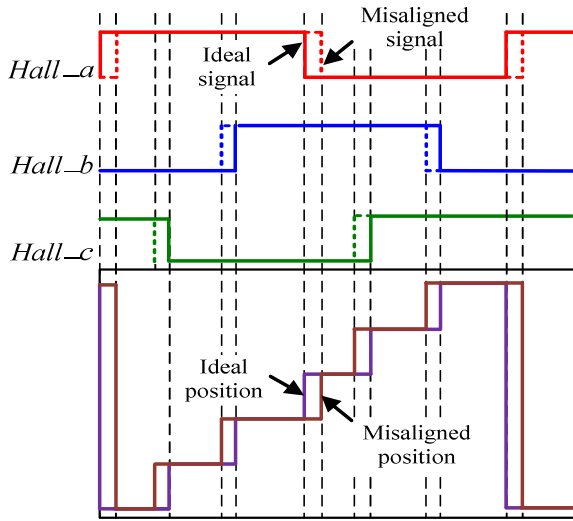 Misaligned
signal
Ideal
signal
Hall_a
Hall_b
Hall_c
Ideal
position
Misaligned
position